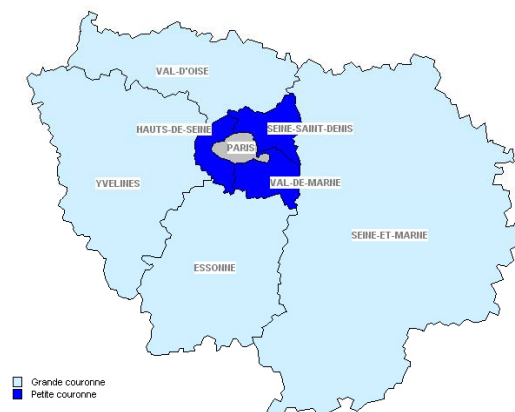 VAL-D'OISE
HAUTS-DE-SEINE
SEINE-SAINT-DENIS
PARIS
YVELINES
VAL-DE-MARNE
SEINE-ET-MARNE
ESSONNE
Grande couronne
Petite couronne